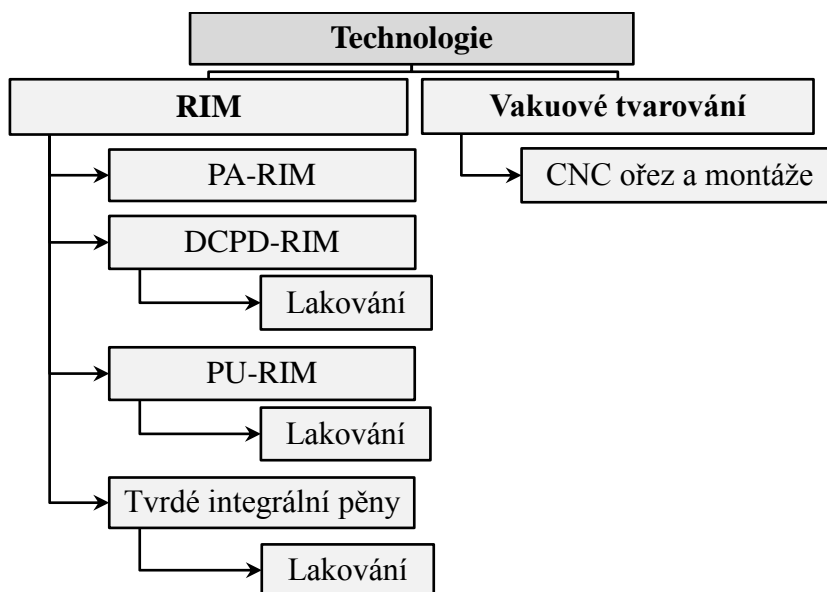 Technologie
RIM
Vakuové tvarování
PA-RIM
CNC ořez a montáže
DCPD-RIM
Lakování
PU-RIM
Lakování
Tvrdé integrální pěny
Lakování